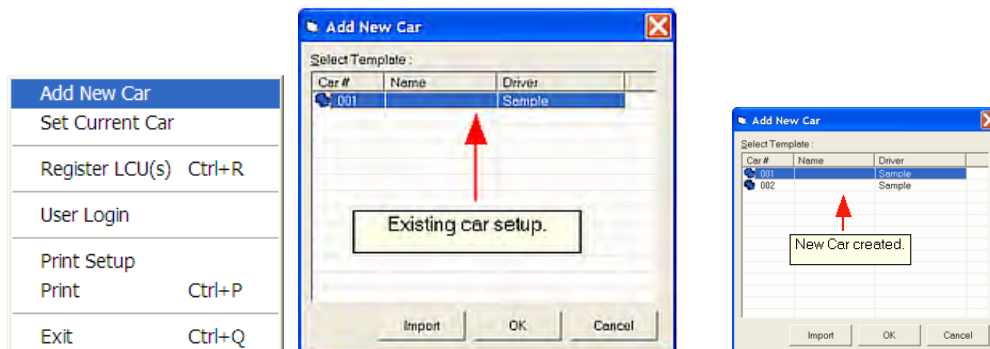 Add New Car
Set Current Car
Register LCU(s) Ctrl+R
User Login
Print Setup
Print Ctrl+P
Exit Ctrl+Q
Add New Car
Select Template :
Car # Name Driver
001 Sample
Existing car setup.
Import OK Cancel
Add New Car
Select Template :
Car # Name Driver
001 Sample
002 Sample
New Car created.
Import OK Cancel